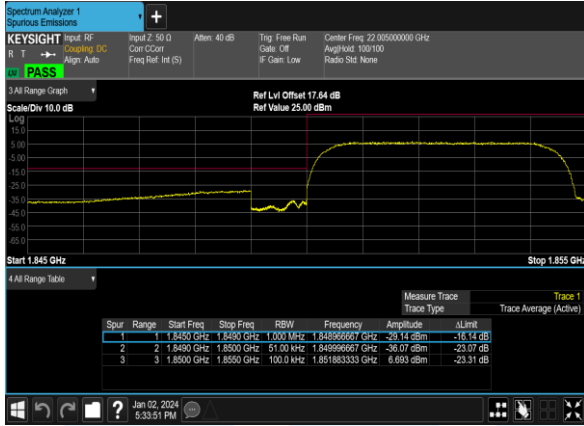 Spectrum Analyzer 1
Spurious Emissions
KEYSIGHT Input: RF Input Z: 50 Ω Atten: 40 dB Trig: Free Run Center Freq: 22.005000000 GHz
R T Coupling: DC Corr CCorr Gate: Off Avg|Hold: 100/100
Align: Auto Freq Ref: Int (S) IF Gain: Low Radio Std: None
PASS
3 All Range Graph Ref Lvl Offset 17.64 dB
Scale/Div 10.0 dB Ref Value 25.00 dBm
Log
15.0
5.00
-5.00
-15.0
-25.0
-35.0
-45.0
-55.0
-65.0
Start 1.845 GHz Stop 1.855 GHz
4 All Range Table
Measure Trace Trace 1
Trace Type Trace Average (Active)
Spur Range Start Freq Stop Freq RBW Frequency Amplitude ΔLimit
1 1 1.8450 GHz 1.8490 GHz 1.000 MHz 1.848966667 GHz -29.14 dBm -16.14 dB
2 2 1.8490 GHz 1.8500 GHz 51.00 kHz 1.849996667 GHz -36.07 dBm -23.07 dB
3 3 1.8500 GHz 1.8550 GHz 100.0 kHz 1.851883333 GHz 6.693 dBm -23.31 dB
?
Jan 02, 2024
5:33:51 PM